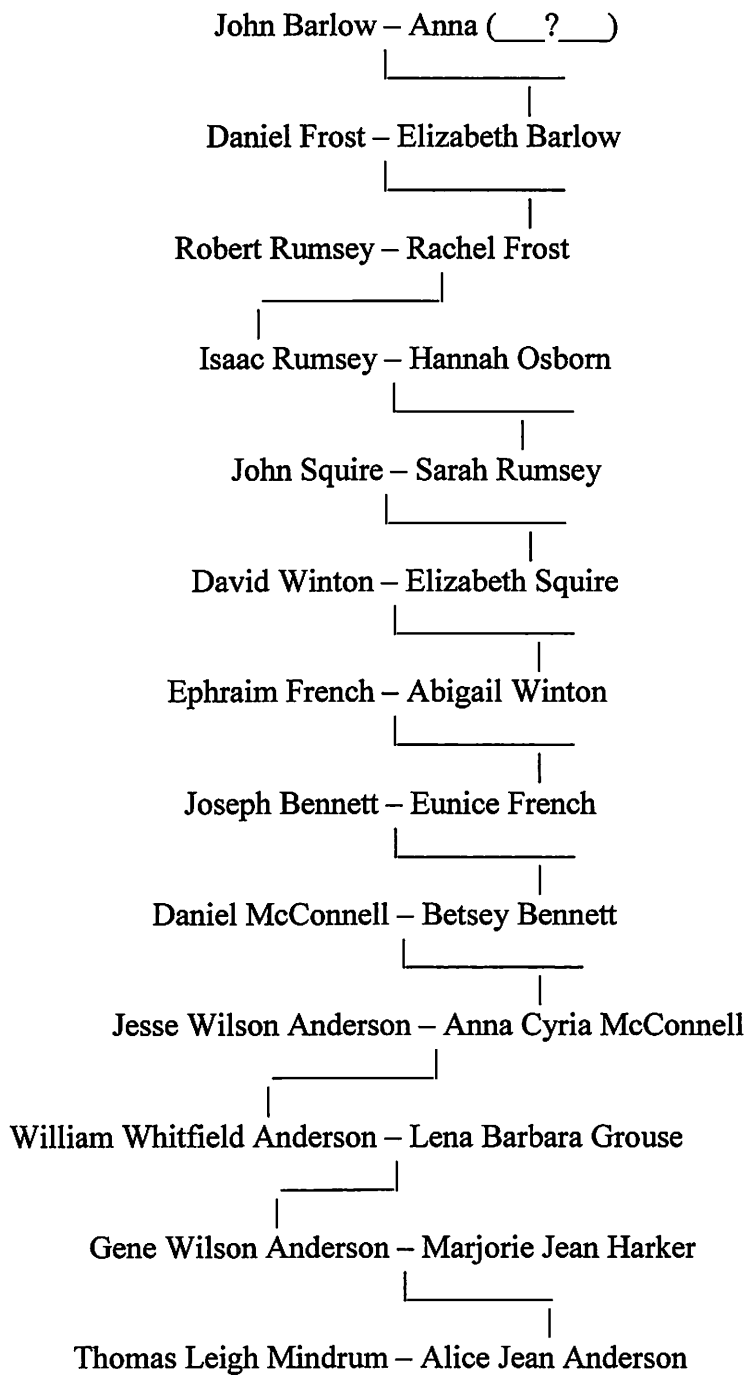 John Barlow – Anna (___?___)
Daniel Frost – Elizabeth Barlow
Robert Rumsey – Rachel Frost
Isaac Rumsey – Hannah Osborn
John Squire – Sarah Rumsey
David Winton – Elizabeth Squire
Ephraim French – Abigail Winton
Joseph Bennett – Eunice French
Daniel McConnell – Betsey Bennett
Jesse Wilson Anderson – Anna Cyria McConnell
William Whitfield Anderson – Lena Barbara Grouse
Gene Wilson Anderson – Marjorie Jean Harker
Thomas Leigh Mindrum – Alice Jean Anderson